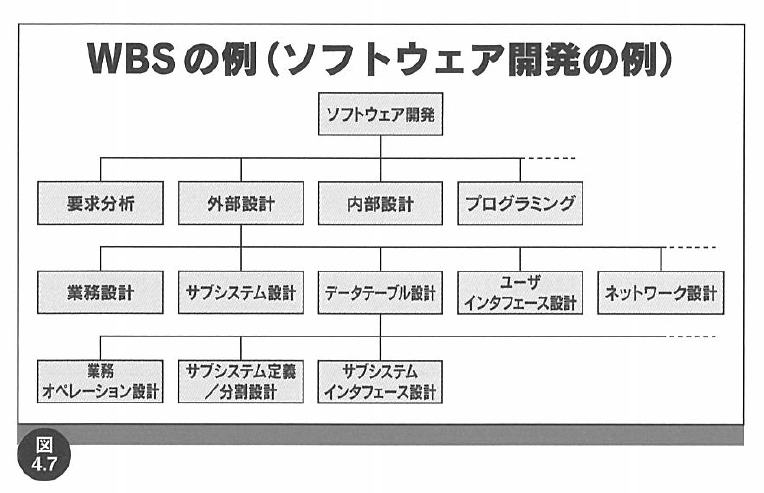 WBSの例（ソフトウェア開発の例）
ソフトウェア開発
要求分析
外部設計
内部設計
プログラミング
業務設計
サブシステム設計
データテーブル設計
ユーザ
インタフェース設計
ネットワーク設計
業務
オペレーション設計
サブシステム定義
／分割設計
サブシステム
インタフェース設計
図
4.7